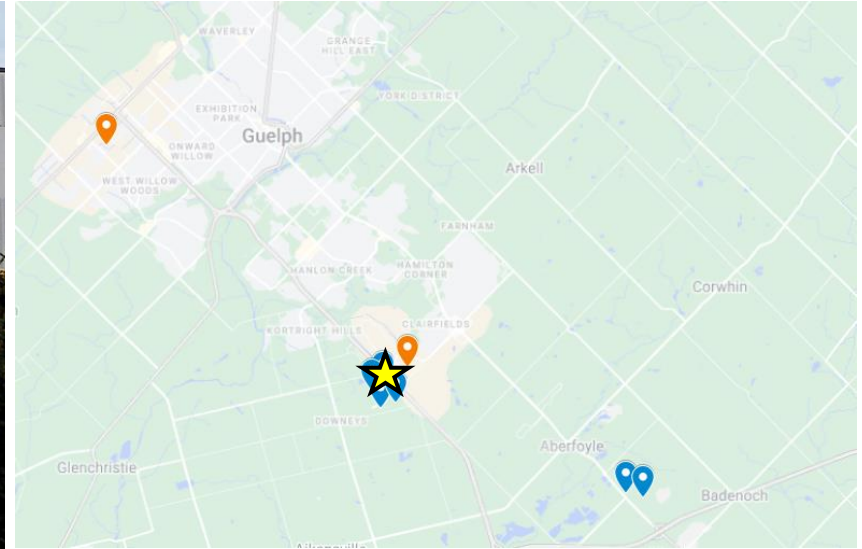 WAVERLEY
GRANGE
HILL EAST
YORK DISTRICT
EXHIBITION
PARK
Guelph
ONWARD
WILLOW
WEST WILLOW
WOODS
Arkell
FARNHAM
HANLON CREEK
HAMILTON
CORNER
Corwhin
KORTRIGHT HILLS
CLAIRFIELDS
DOWNEYS
Aberfoyle
Glenchristie
Badenoch